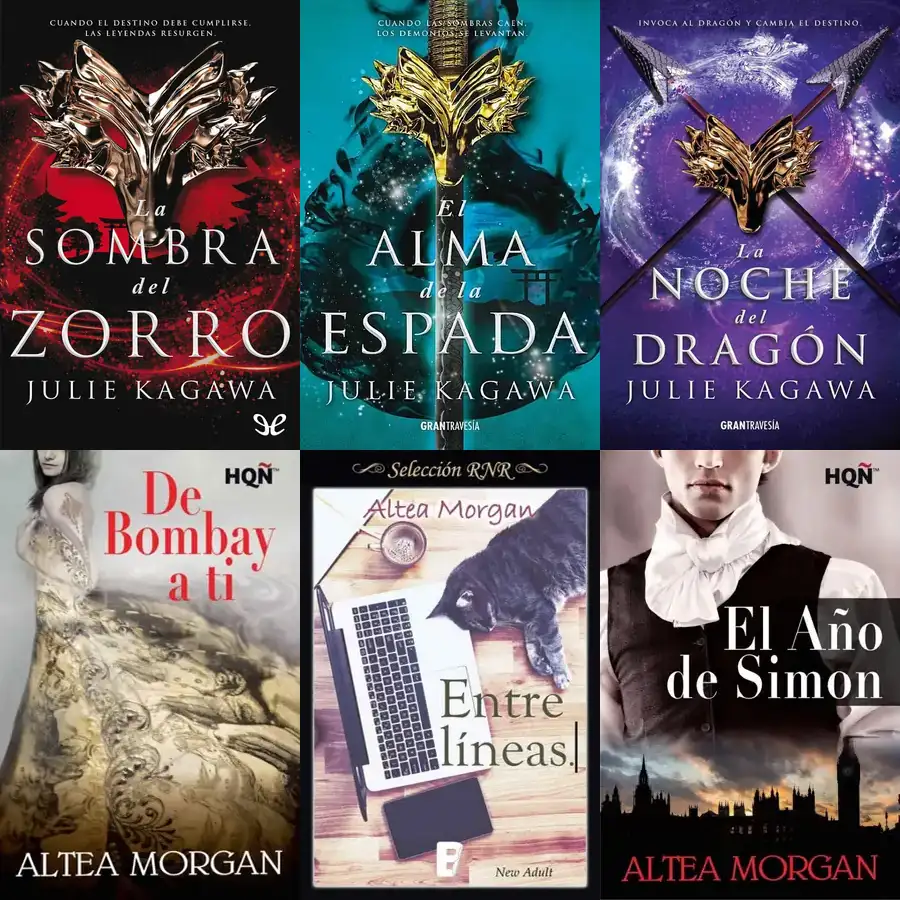 CUANDO EL DESTINO DEBE CUMPLIRSE,
LAS LEYENDAS RESURGEN.
La
SOMBRA
del
ZORRO
JULIE KAGAWA
CUANDO LAS SOMBRAS CAEN,
LOS DEMONIOS SE LEVANTAN.
El
ALMA
de la
ESPADA
JULIE KAGAWA
GRANTRAVESÍA
INVOCA AL DRAGÓN Y CAMBIA EL DESTINO.
La
NOCHE
del
DRAGÓN
JULIE KAGAWA
GRANTRAVESÍA
HQÑ™
De
Bombay
a ti
ALTEA MORGAN
Selección RNR
Altea Morgan
Entre
líneas.
B
New Adult
HQÑ™
El Año
de Simon
ALTEA MORGAN